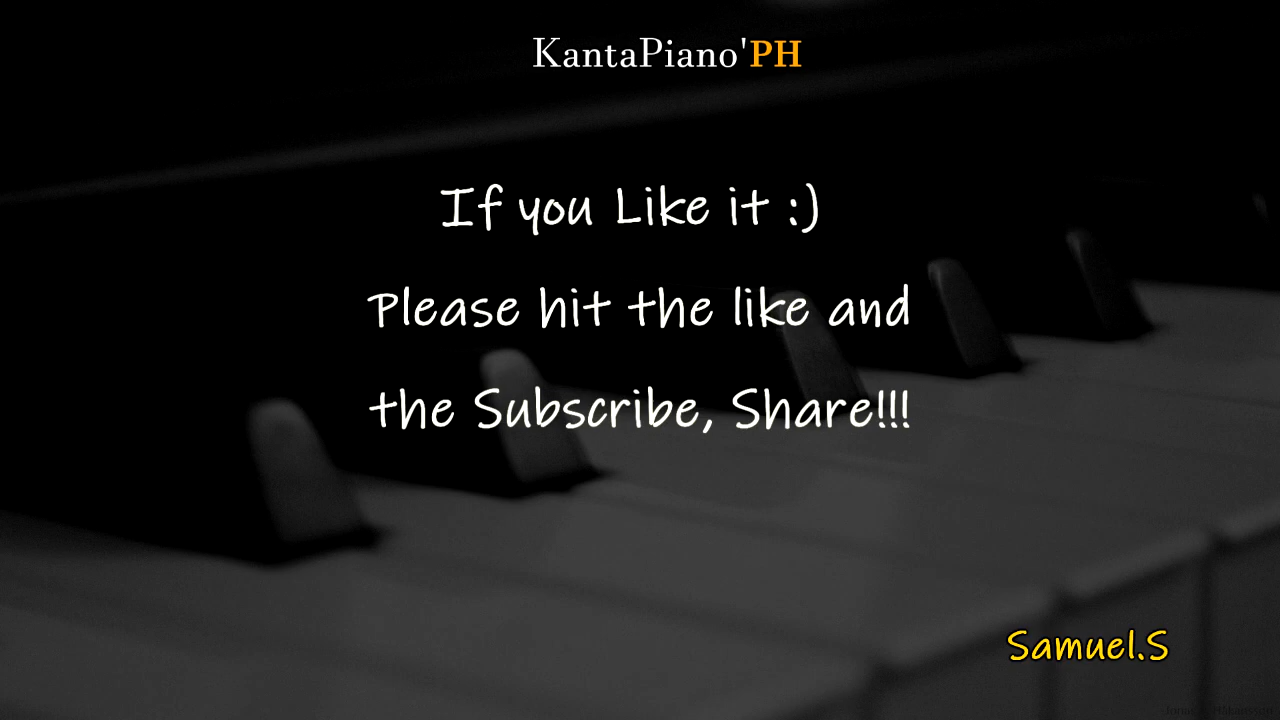 KantaPiano'PH
If you Like it :)
Please hit the like and
the Subscribe, Share!!!
Samuel.S